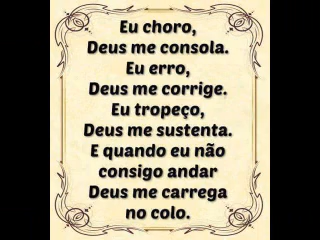 Eu choro,
Deus me consola.
Eu erro,
Deus me corrige.
Eu tropeço,
Deus me sustenta.
E quando eu não
consigo andar
Deus me carrega
no colo.